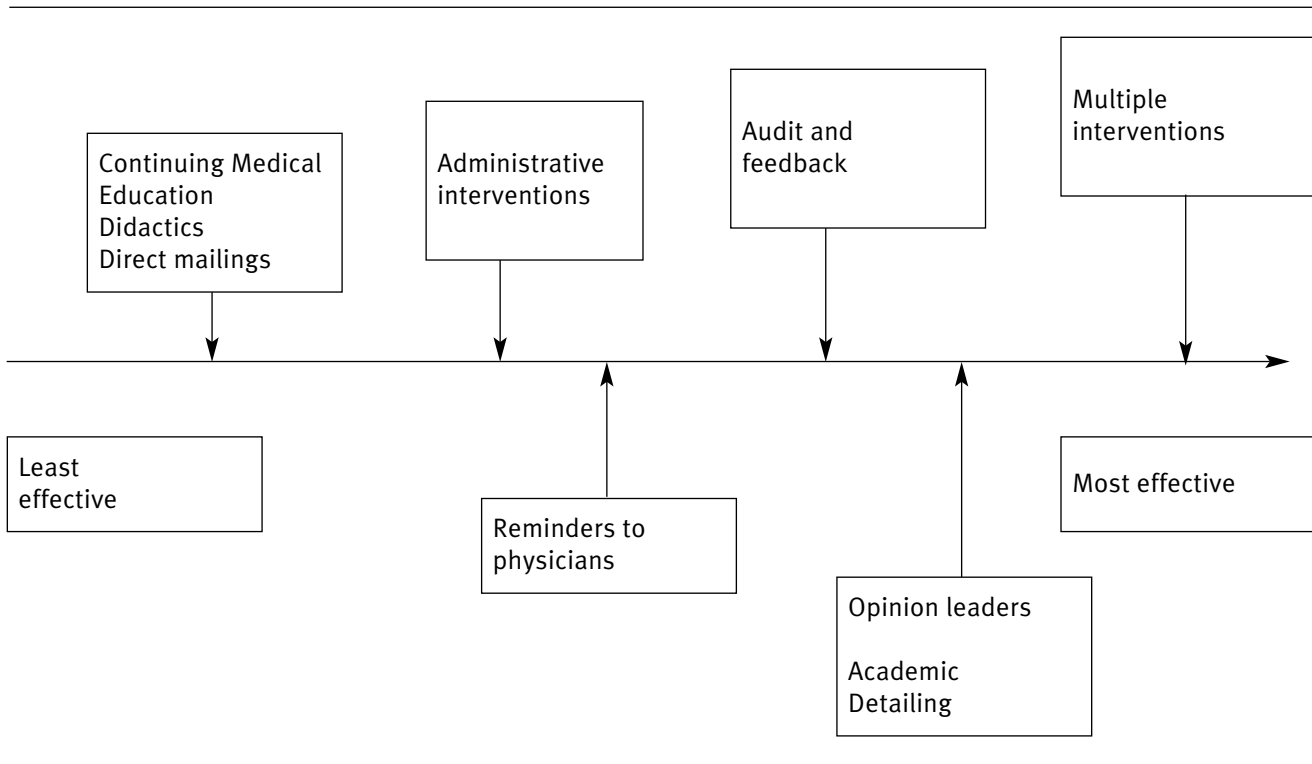 Continuing Medical
Education
Didactics
Direct mailings
Administrative
interventions
Audit and
feedback
Multiple
interventions
Least
effective
Reminders to
physicians
Opinion leaders
Academic
Detailing
Most effective